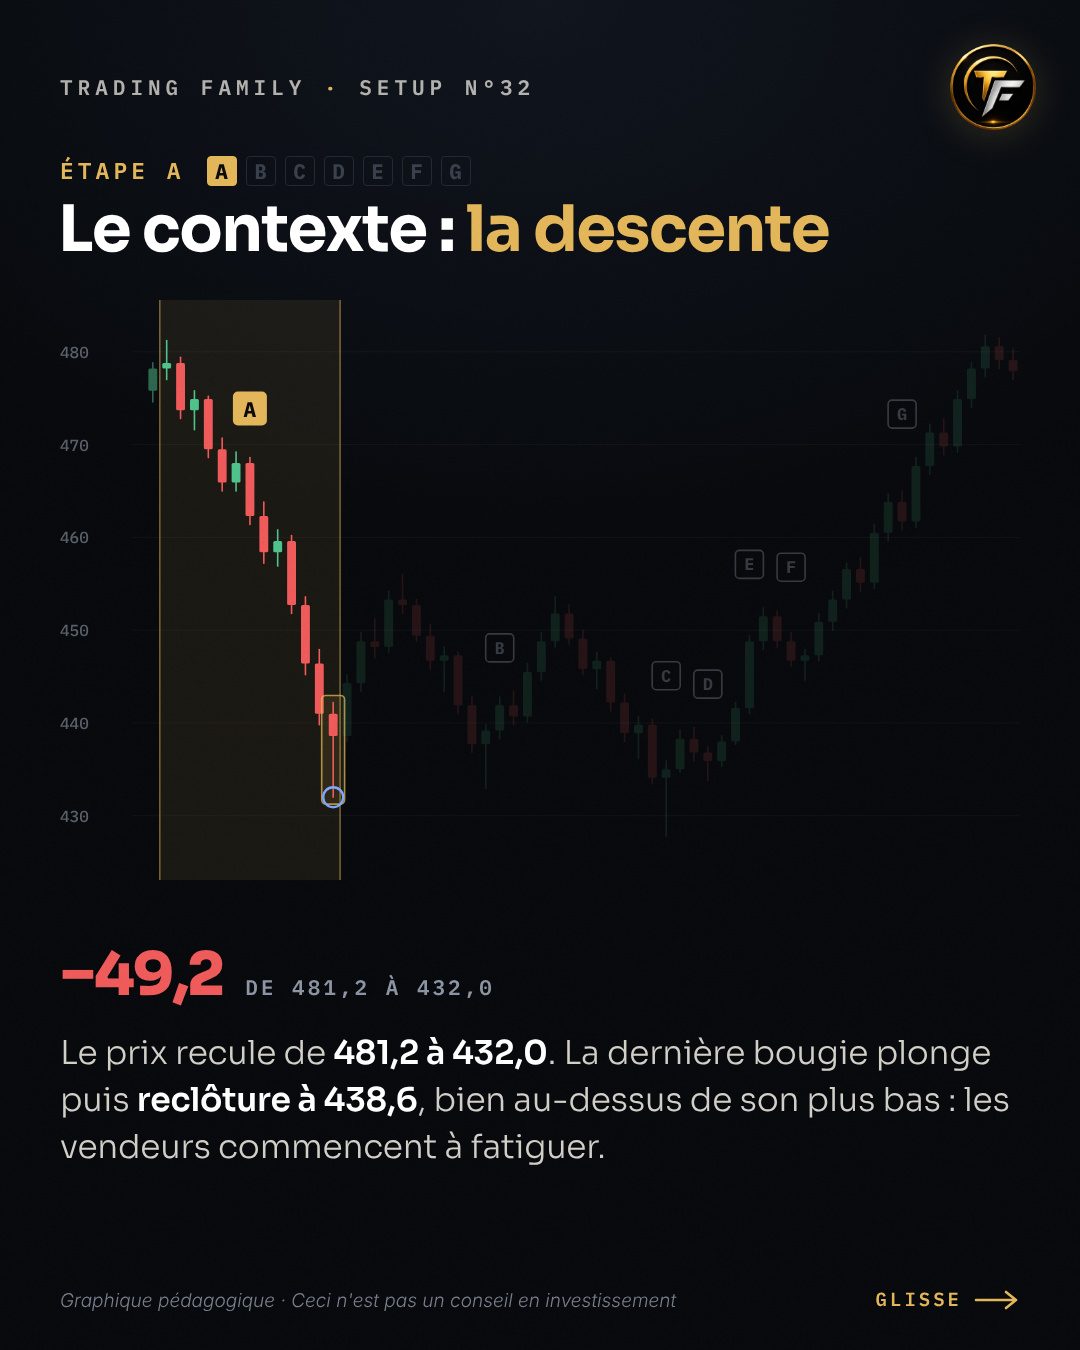 TRADING FAMILY · SETUP N°32
TF
ÉTAPE A A B C D E F G
Le contexte : la descente
480
470
460
450
440
430
A
B
C
D
E
F
G
−49,2 DE 481,2 À 432,0
Le prix recule de 481,2 à 432,0. La dernière bougie plonge
puis reclôture à 438,6, bien au-dessus de son plus bas : les
vendeurs commencent à fatiguer.
Graphique pédagogique · Ceci n'est pas un conseil en investissement
GLISSE